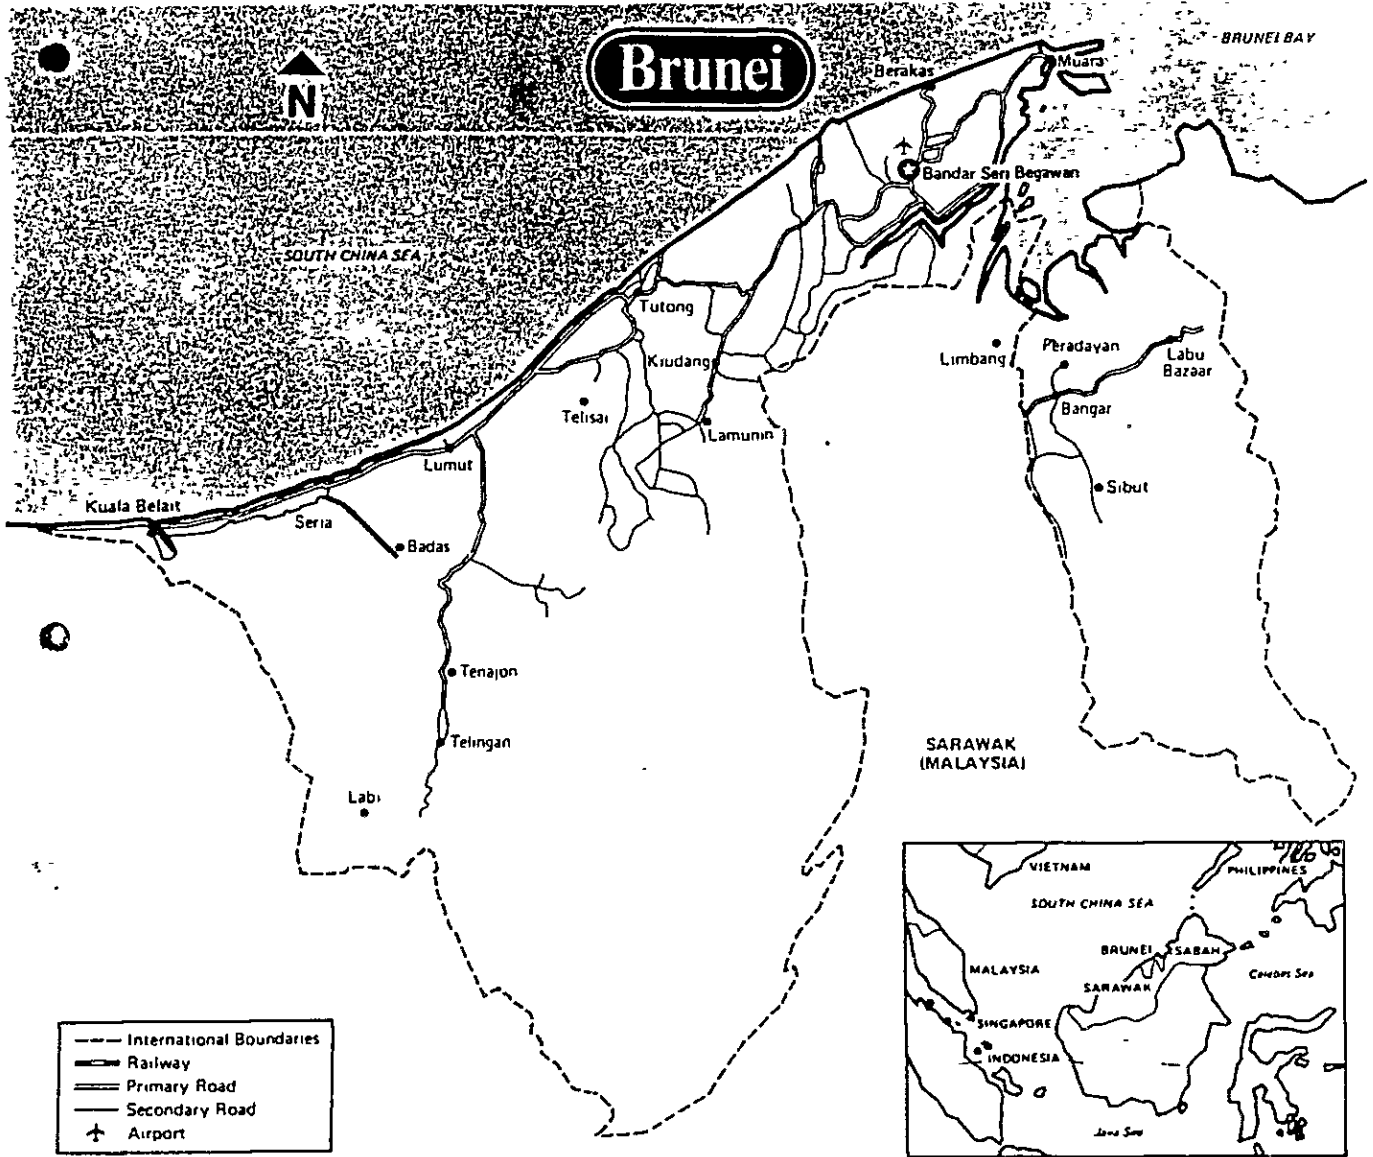 BRUNEI BAY
Brunei
N
Berakas
Muara
Bandar Seri Begawan
SOUTH CHINA SEA
Tutong
Kiudang
Limbang
Peradayan
Labu
Bazaar
Telisai
Bangar
Lamunin
Lumut
Sibut
Kuala Belait
Seria
Badas
Tenajon
Telingan
SARAWAK
(MALAYSIA)
Labi
VIETNAM
PHILIPPINES
SOUTH CHINA SEA
BRUNEI
SABAH
MALAYSIA
Celebes Sea
SARAWAK
SINGAPORE
INDONESIA
Java Sea
International Boundaries
Railway
Primary Road
Secondary Road
Airport